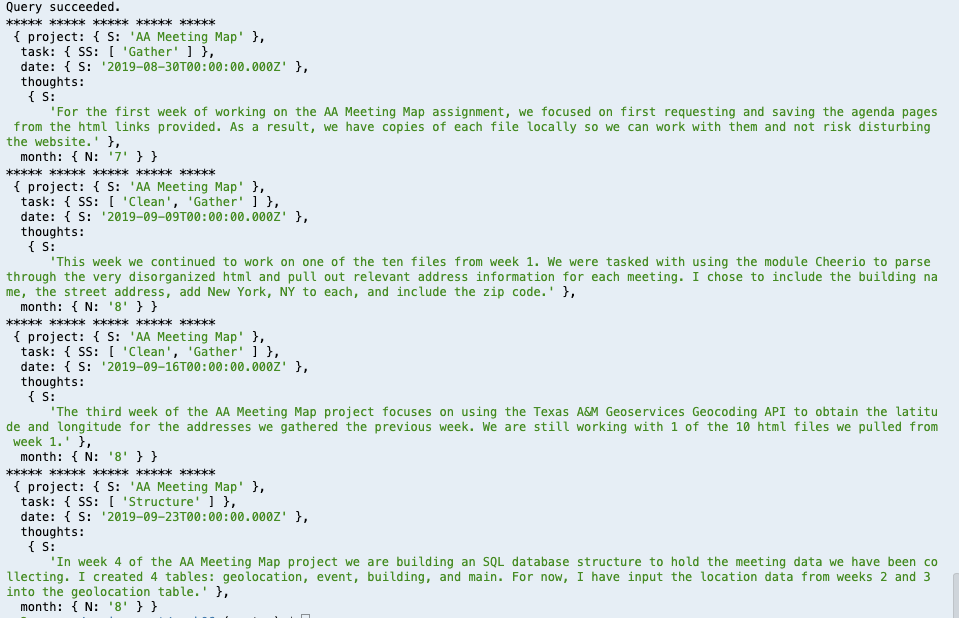 Query succeeded.
***** ***** ***** ***** *****
{ project: { S: 'AA Meeting Map' },
task: { SS: [ 'Gather' ] },
date: { S: '2019-08-30T00:00:00.000Z' },
thoughts:
{ S:
'For the first week of working on the AA Meeting Map assignment, we focused on first requesting and saving the agenda pages
from the html links provided. As a result, we have copies of each file locally so we can work with them and not risk disturbing
the website.' },
month: { N: '7' } }
***** ***** ***** ***** *****
{ project: { S: 'AA Meeting Map' },
task: { SS: [ 'Clean', 'Gather' ] },
date: { S: '2019-09-09T00:00:00.000Z' },
thoughts:
{ S:
'This week we continued to work on one of the ten files from week 1. We were tasked with using the module Cheerio to parse
through the very disorganized html and pull out relevant address information for each meeting. I chose to include the building na
me, the street address, add New York, NY to each, and include the zip code.' },
month: { N: '8' } }
***** ***** ***** ***** *****
{ project: { S: 'AA Meeting Map' },
task: { SS: [ 'Clean', 'Gather' ] },
date: { S: '2019-09-16T00:00:00.000Z' },
thoughts:
{ S:
'The third week of the AA Meeting Map project focuses on using the Texas A&M Geoservices Geocoding API to obtain the latitu
de and longitude for the addresses we gathered the previous week. We are still working with 1 of the 10 html files we pulled from
week 1.' },
month: { N: '8' } }
***** ***** ***** ***** *****
{ project: { S: 'AA Meeting Map' },
task: { SS: [ 'Structure' ] },
date: { S: '2019-09-23T00:00:00.000Z' },
thoughts:
{ S:
'In week 4 of the AA Meeting Map project we are building an SQL database structure to hold the meeting data we have been co
llecting. I created 4 tables: geolocation, event, building, and main. For now, I have input the location data from weeks 2 and 3
into the geolocation table.' },
month: { N: '8' } }